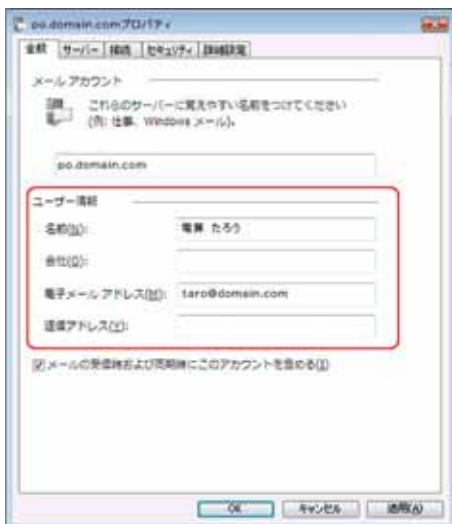 po.domain.comプロパティ
全般 サーバー 接続 セキュリティ 詳細設定
メール アカウント
これらのサーバーに覚えやすい名前をつけてください
(例: 仕事、Windows メール)。
po.domain.com
ユーザー情報
名前(N): 電算 たろう
会社(O):
電子メール アドレス(M): taro@domain.com
返信アドレス(Y):
メールの受信時および同期時にこのアカウントを含める(I)
OK キャンセル 適用(A)